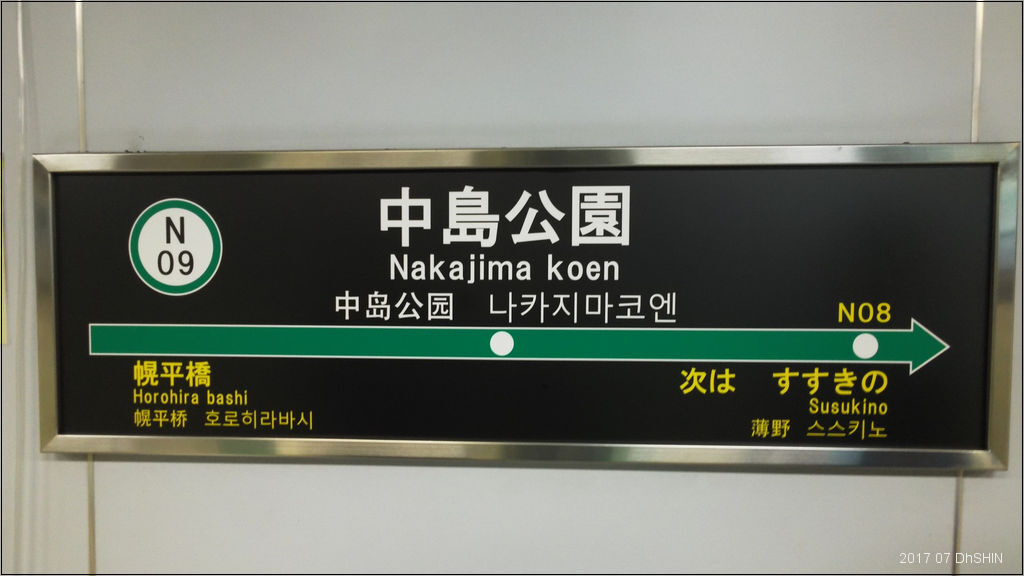 N
09
中島公園
Nakajima koen
中岛公园 나카지마코엔
N08
幌平橋
Horohira bashi
幌平桥 호로히라바시
次は すすきの
Susukino
薄野 스스키노
2017 07 DhSHIN